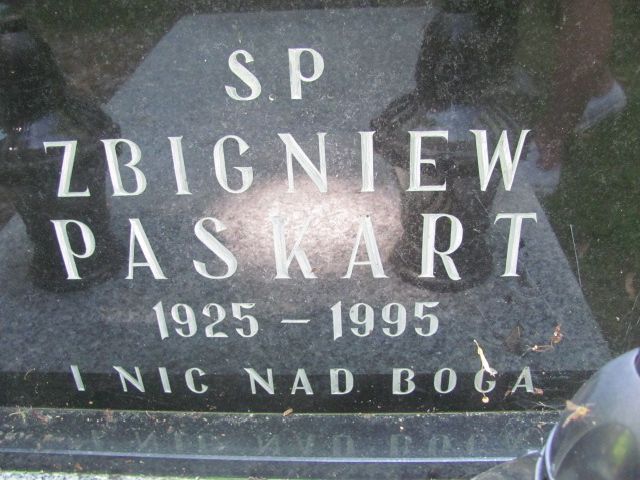 S.P
ZBIGNIEW
PASKART
1925 – 1995
I NIC NAD BOGA